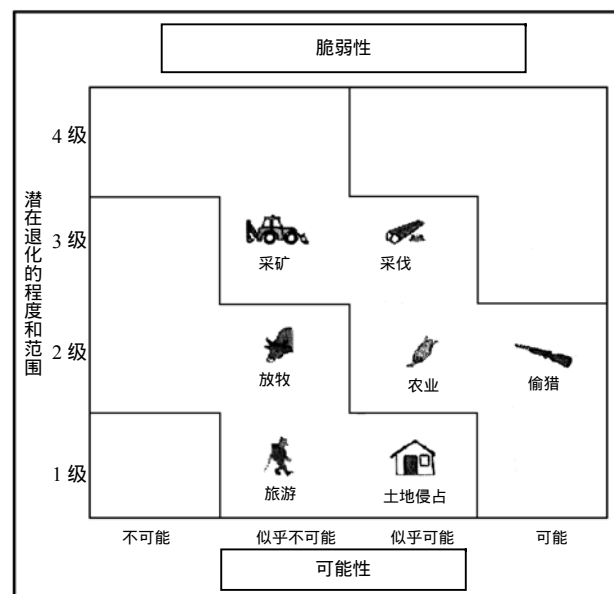 脆弱性
潜在退化的程度和范围
4 级
3 级
采矿
采伐
2 级
放牧
农业
偷猎
1 级
旅游
土地侵占
不可能
似乎不可能
似乎可能
可能
可能性